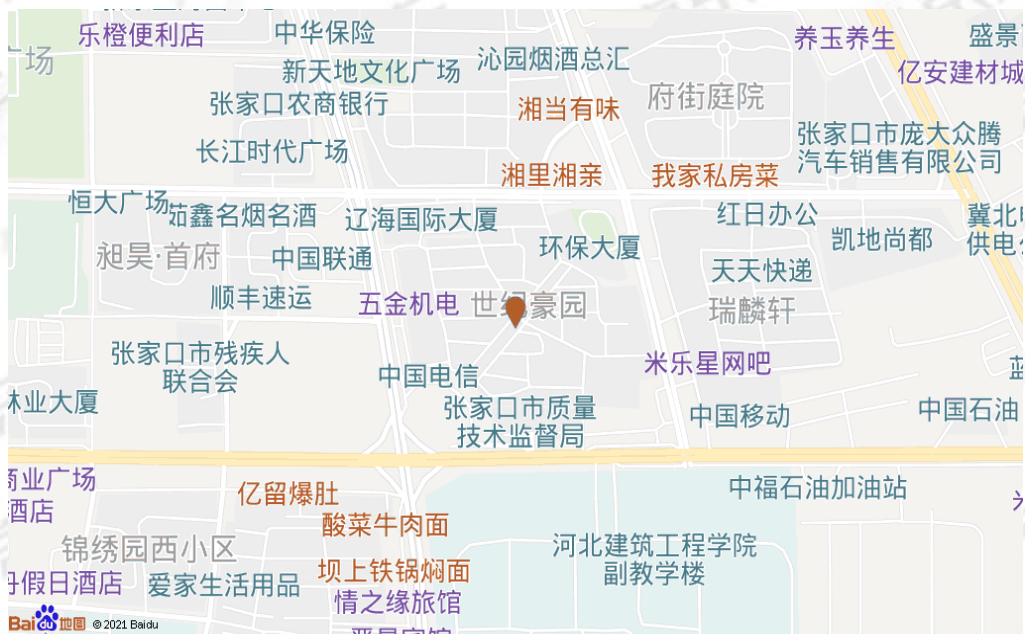 乐橙便利店
中华保险
养玉养生
盛景
广场
新天地文化广场
沁园烟酒总汇
亿安建材城
张家口农商银行
湘当有味
府街庭院
长江时代广场
张家口市庞大众腾
汽车销售有限公司
湘里湘亲
我家私房菜
恒大广场
茹鑫名烟名酒
辽海国际大厦
红日办公
冀北
供电
昶昊·首府
中国联通
环保大厦
凯地尚都
天天快递
顺丰速运
五金机电
世纪豪园
瑞麟轩
张家口市残疾人
联合会
中国电信
米乐星网吧
林业大厦
张家口市质量
技术监督局
中国移动
中国石油
商业广场
酒店
亿留爆肚
中福石油加油站
酸菜牛肉面
锦绣园西小区
河北建筑工程学院
副教学楼
丹假日酒店
爱家生活用品
坝上铁锅焖面
情之缘旅馆
Bai du 地图 © 2021 Baidu